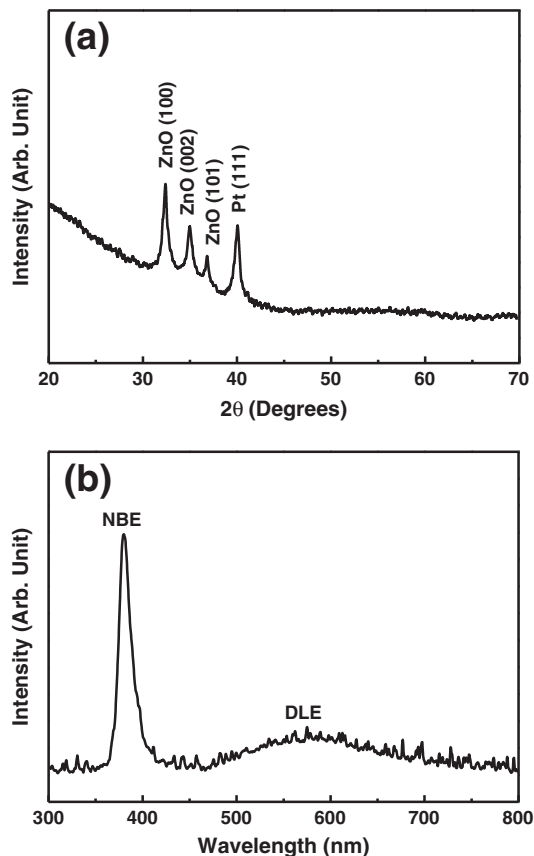 (a)
Intensity (Arb. Unit)
ZnO (100)
ZnO (002)
ZnO (101)
Pt (111)
20 30 40 50 60 70
2θ (Degrees)
(b)
Intensity (Arb. Unit)
NBE
DLE
300 400 500 600 700 800
Wavelength (nm)